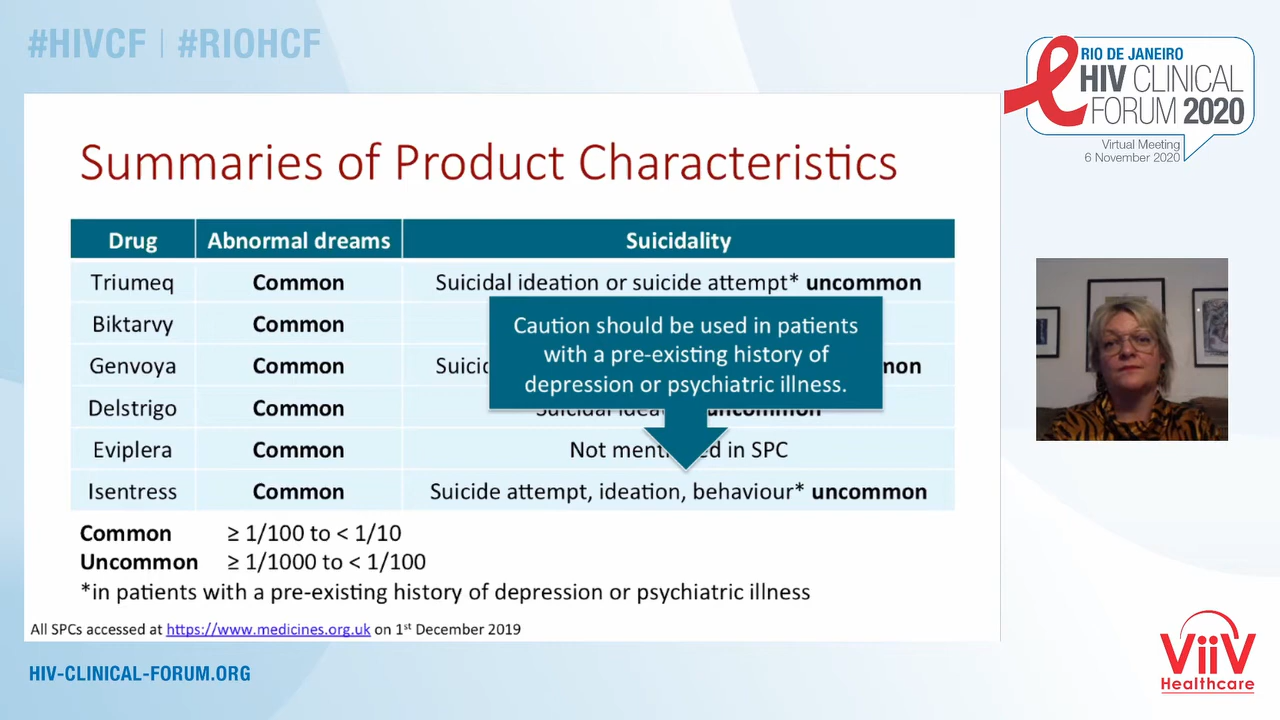 #HIVCF | #RIOHCF
RIO DE JANEIRO
HIV CLINICAL
FORUM 2020
Virtual Meeting
6 November 2020
Summaries of Product Characteristics
Drug Abnormal dreams Suicidality
Triumeq Common Suicidal ideation or suicide attempt* uncommon
Biktarvy Common
Genvoya Common
Delstrigo Common uncommon
Eviplera Common Not in SPC
Isentress Common Suicide attempt, ideation, behaviour* uncommon
Caution should be used in patients
with a pre-existing history of
depression or psychiatric illness.
Common ≥ 1/100 to < 1/10
Uncommon ≥ 1/1000 to < 1/100
*in patients with a pre-existing history of depression or psychiatric illness
All SPCs accessed at https://www.medicines.org.uk on 1st December 2019
HIV-CLINICAL-FORUM.ORG
ViiV
Healthcare